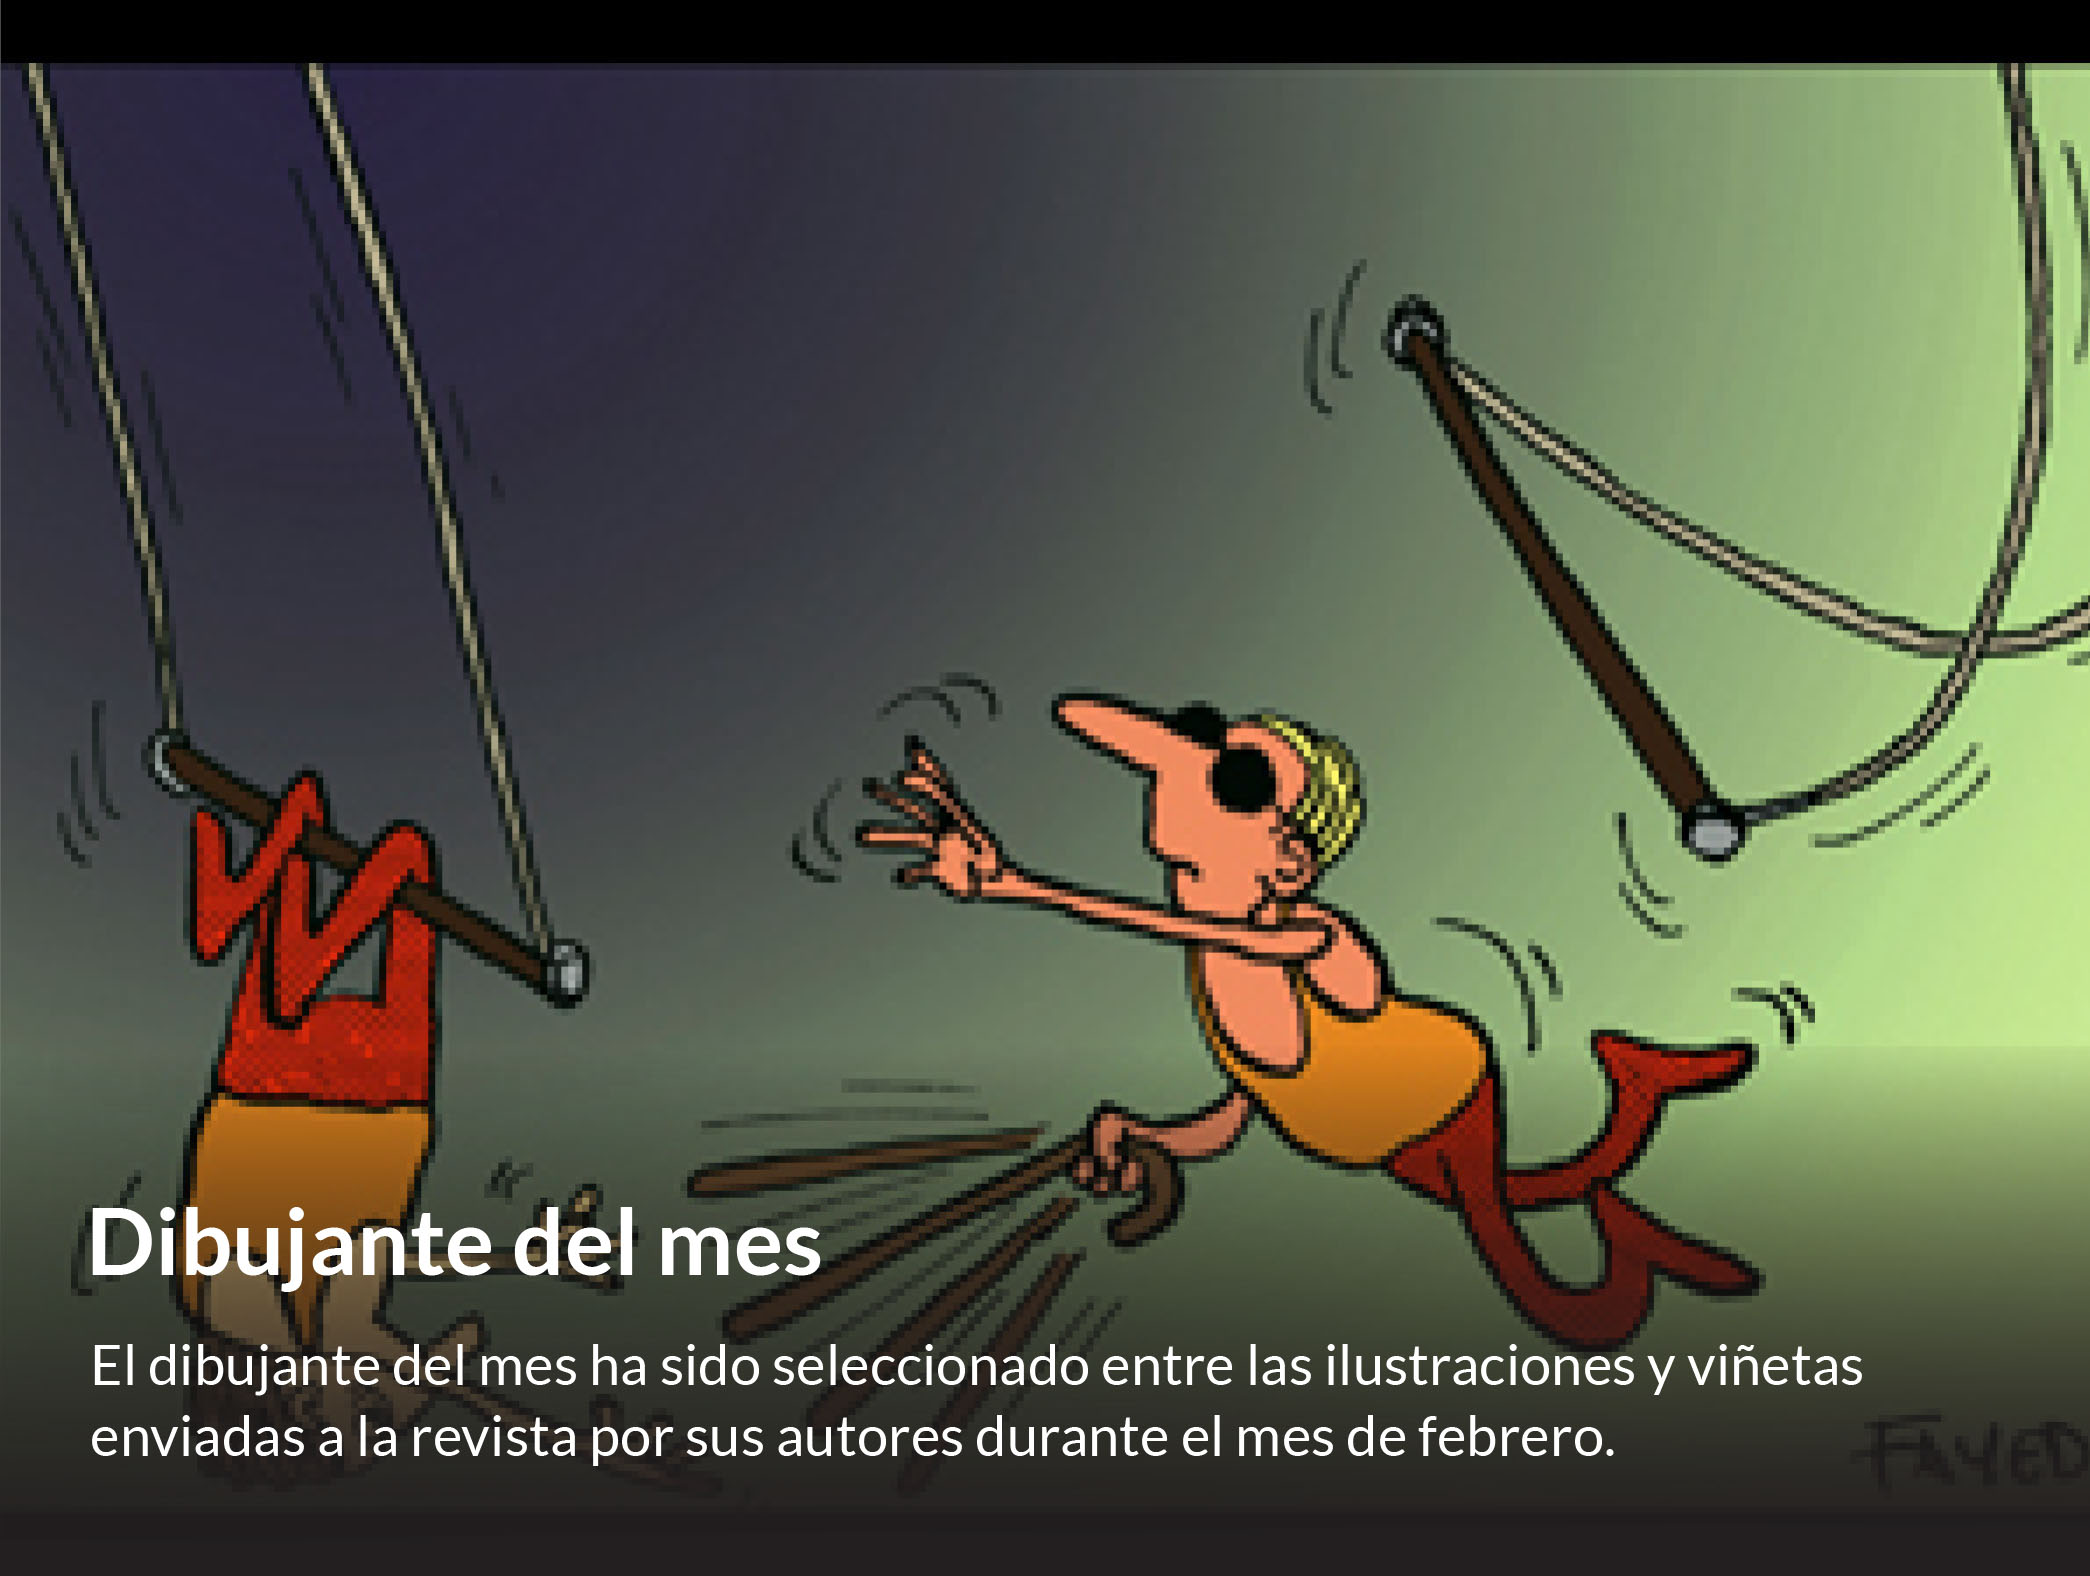 Dibujante del mes
El dibujante del mes ha sido seleccionado entre las ilustraciones y viñetas
enviadas a la revista por sus autores durante el mes de febrero.
FAYED